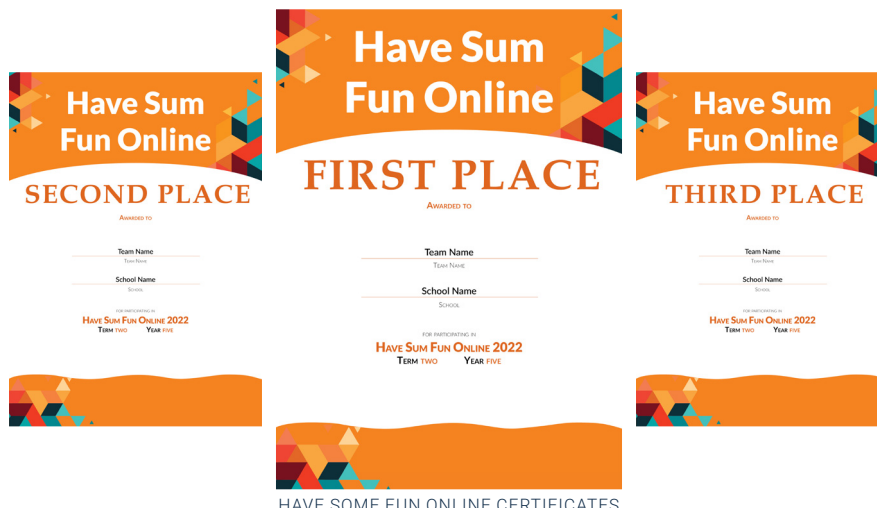 Have Sum
Fun Online
SECOND PLACE
AWARDED TO
Team Name
TEAM NAME
School Name
SCHOOL
FOR PARTICIPATING IN
HAVE SUM FUN ONLINE 2022
TERM TWO YEAR FIVE
Have Sum
Fun Online
FIRST PLACE
AWARDED TO
Team Name
TEAM NAME
School Name
SCHOOL
FOR PARTICIPATING IN
HAVE SUM FUN ONLINE 2022
TERM TWO YEAR FIVE
Have Sum
Fun Online
THIRD PLACE
AWARDED TO
Team Name
TEAM NAME
School Name
SCHOOL
FOR PARTICIPATING IN
HAVE SUM FUN ONLINE 2022
TERM TWO YEAR FIVE
HAVE SOME FUN ONLINE CERTIFICATES